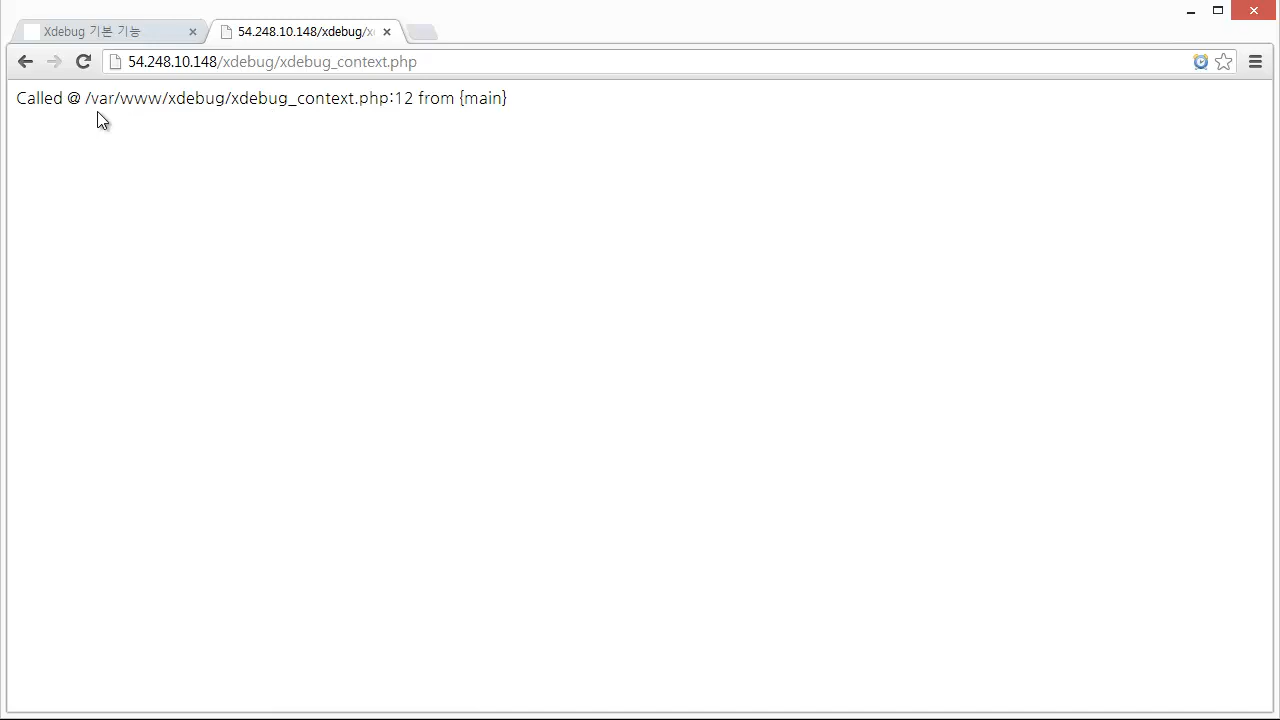 Xdebug 기본 기능
54.248.10.148/xdebug/x
54.248.10.148/xdebug/xdebug_context.php
Called @ /var/www/xdebug/xdebug_context.php:12 from {main}